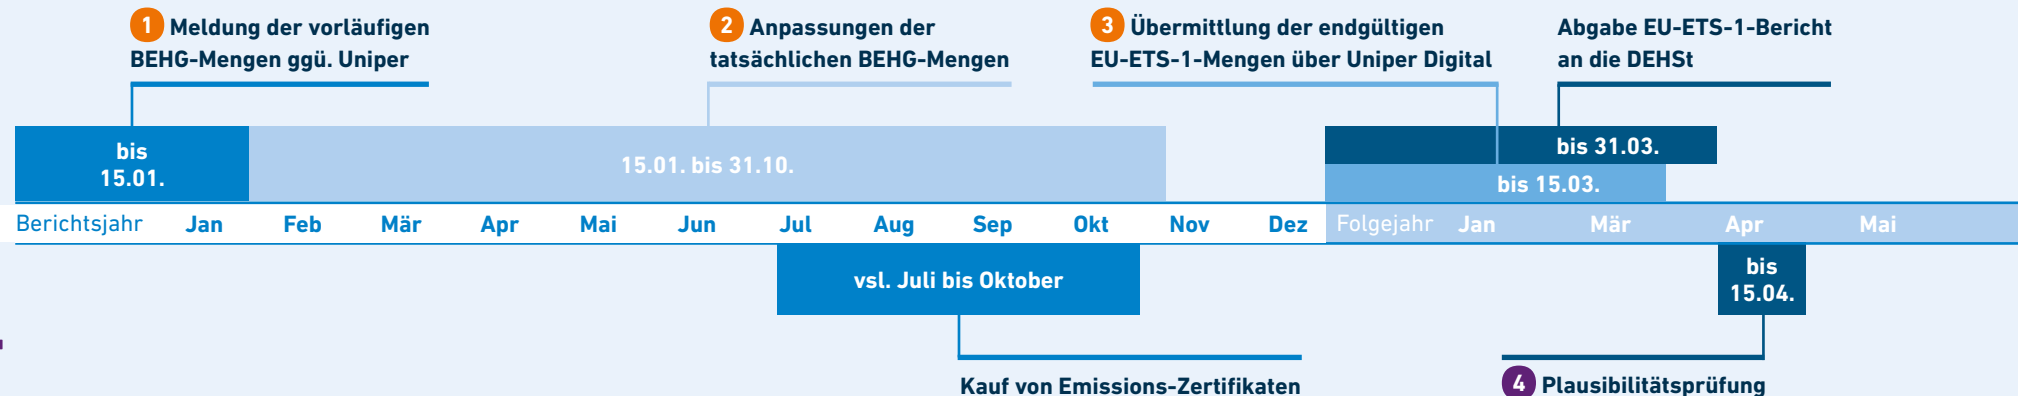 1 Meldung der vorläufigen
BEHG-Mengen ggü. Uniper
2 Anpassungen der
tatsächlichen BEHG-Mengen
3 Übermittlung der endgültigen
EU-ETS-1-Mengen über Uniper Digital
Abgabe EU-ETS-1-Bericht
an die DEHSt
bis
15.01.
15.01. bis 31.10.
bis 31.03.
bis 15.03.
Berichtsjahr Jan Feb Mär Apr Mai Jun Jul Aug Sep Okt Nov Dez Folgejahr Jan Mär Apr Mai
vsl. Juli bis Oktober
bis
15.04.
Kauf von Emissions-Zertifikaten
4 Plausibilitätsprüfung